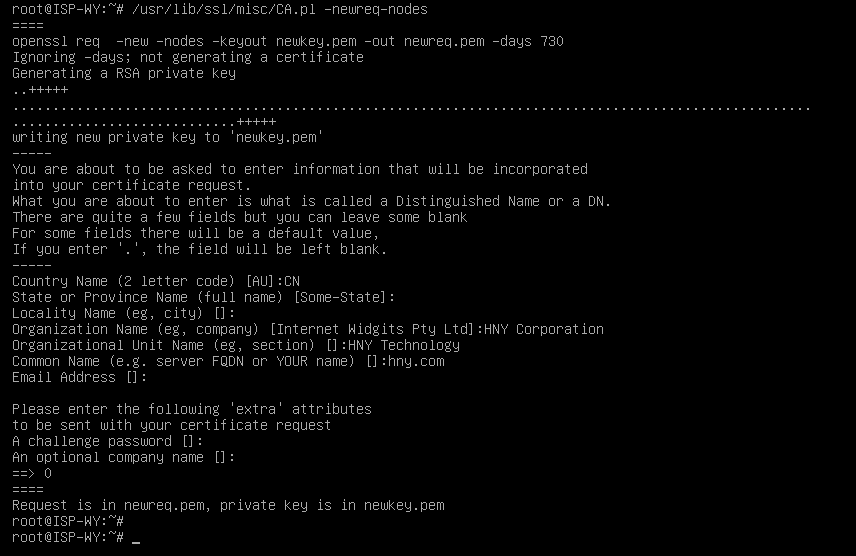 root@ISP-WY:~# /usr/lib/ssl/misc/CA.pl -newreq-nodes
====
openssl req  -new -nodes -keyout newkey.pem -out newreq.pem -days 730
Ignoring -days; not generating a certificate
Generating a RSA private key
..+++++
...................................................................................................
............................+++++
writing new private key to 'newkey.pem'
-----
You are about to be asked to enter information that will be incorporated
into your certificate request.
What you are about to enter is what is called a Distinguished Name or a DN.
There are quite a few fields but you can leave some blank
For some fields there will be a default value,
If you enter '.', the field will be left blank.
-----
Country Name (2 letter code) [AU]:CN
State or Province Name (full name) [Some-State]:
Locality Name (eg, city) []:
Organization Name (eg, company) [Internet Widgits Pty Ltd]:HNY Corporation
Organizational Unit Name (eg, section) []:HNY Technology
Common Name (e.g. server FQDN or YOUR name) []:hny.com
Email Address []:

Please enter the following 'extra' attributes
to be sent with your certificate request
A challenge password []:
An optional company name []:
==> 0
====
Request is in newreq.pem, private key is in newkey.pem
root@ISP-WY:~#
root@ISP-WY:~# _